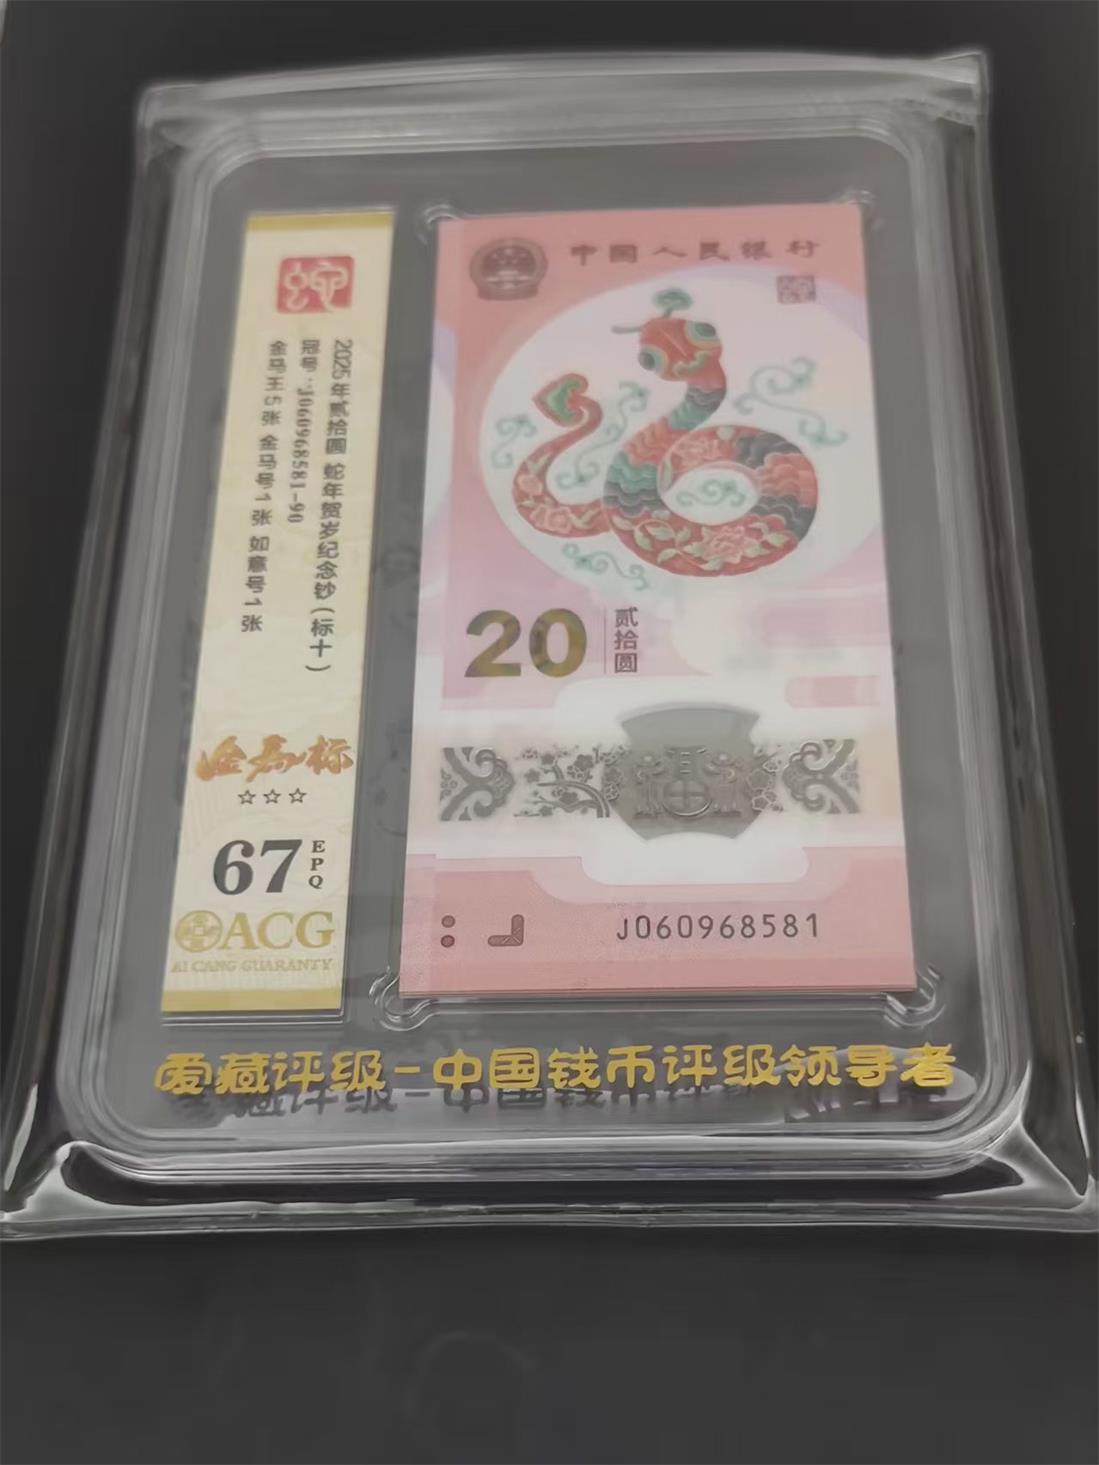 2025年贰拾圆 蛇年贺岁纪念钞(标十)
冠号:J060968581-90
金马王5张 金马号1张 如意号1张
金马标
☆☆☆
67
EPQ
ACG
AI CANG GUARANTY
中国人民银行
20
贰拾圆
J060968581
爱藏评级-中国钱币评级领导者